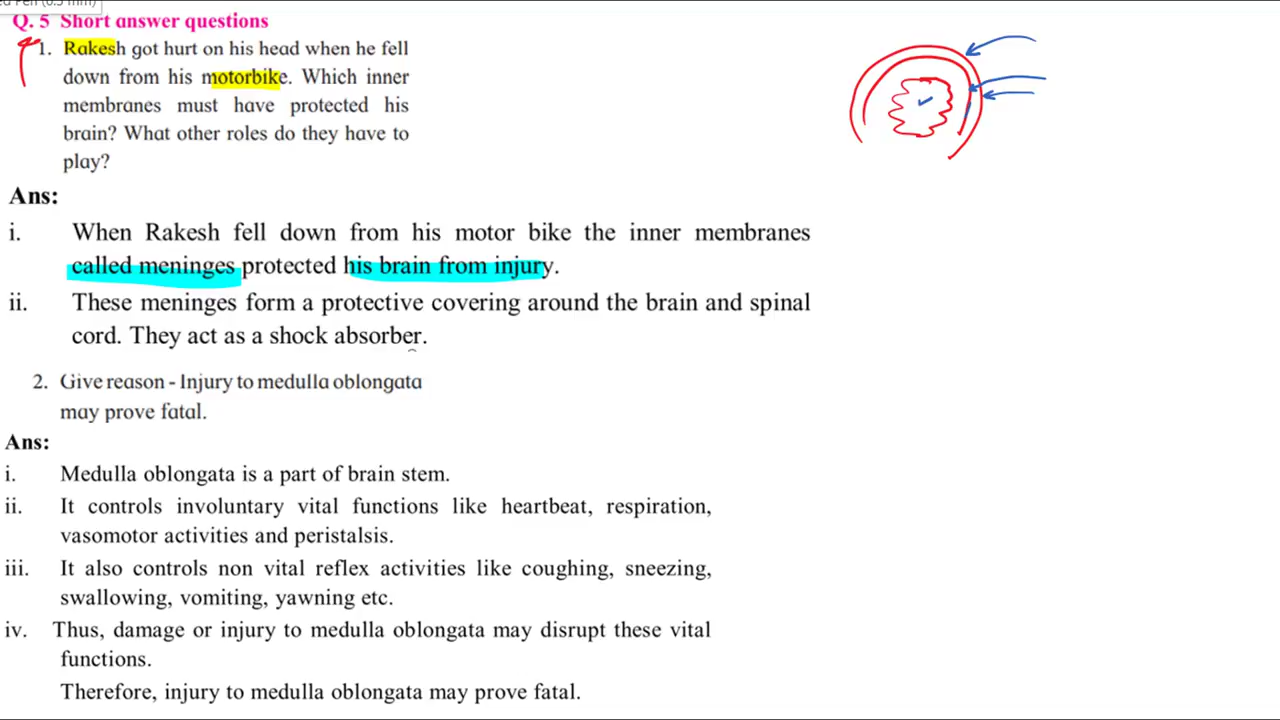 Q. 5 Short answer questions
1. Rakesh got hurt on his head when he fell
down from his motorbike. Which inner
membranes must have protected his
brain? What other roles do they have to
play?
Ans:
i. When Rakesh fell down from his motor bike the inner membranes
called meninges protected his brain from injury.
ii. These meninges form a protective covering around the brain and spinal
cord. They act as a shock absorber.
2. Give reason - Injury to medulla oblongata
may prove fatal.
Ans:
i. Medulla oblongata is a part of brain stem.
ii. It controls involuntary vital functions like heartbeat, respiration,
vasomotor activities and peristalsis.
iii. It also controls non vital reflex activities like coughing, sneezing,
swallowing, vomiting, yawning etc.
iv. Thus, damage or injury to medulla oblongata may disrupt these vital
functions.
Therefore, injury to medulla oblongata may prove fatal.